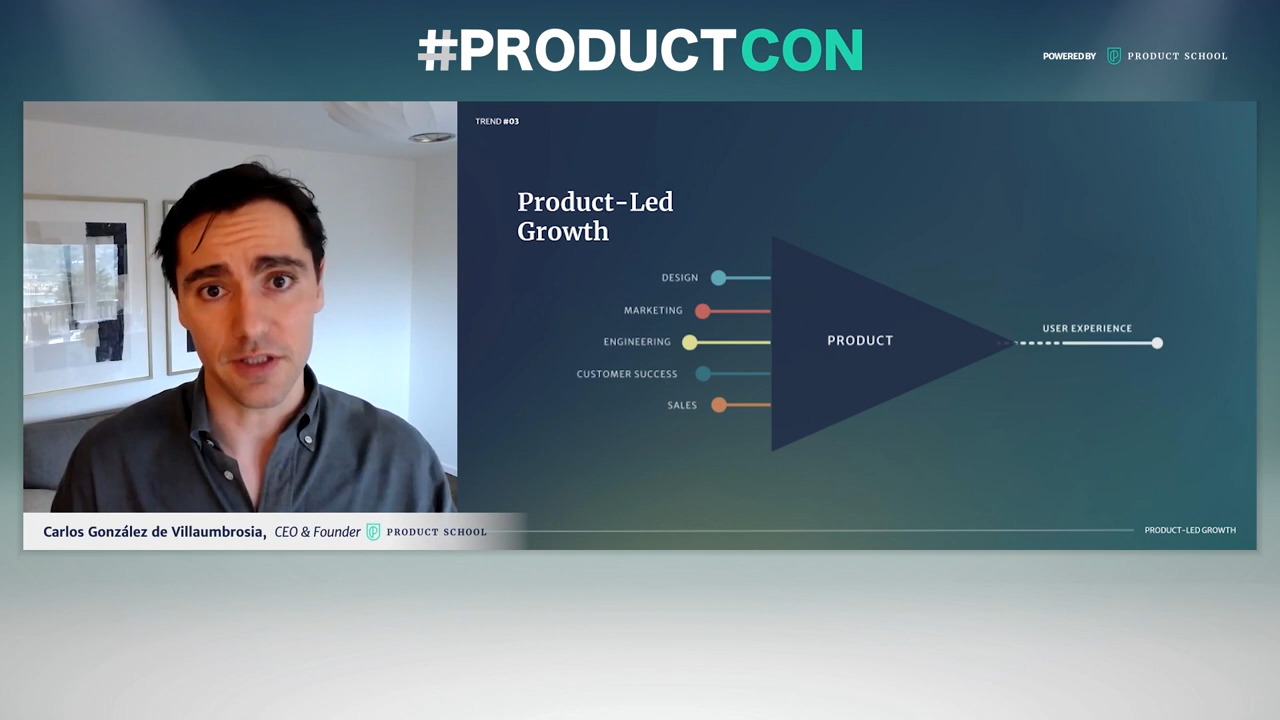 #PRODUCTCON
POWERED BY PRODUCT SCHOOL
TREND #03
Product-Led
Growth
DESIGN
MARKETING
ENGINEERING
CUSTOMER SUCCESS
SALES
PRODUCT
USER EXPERIENCE
Carlos González de Villaumbrosia, CEO & Founder PRODUCT SCHOOL
PRODUCT-LED GROWTH